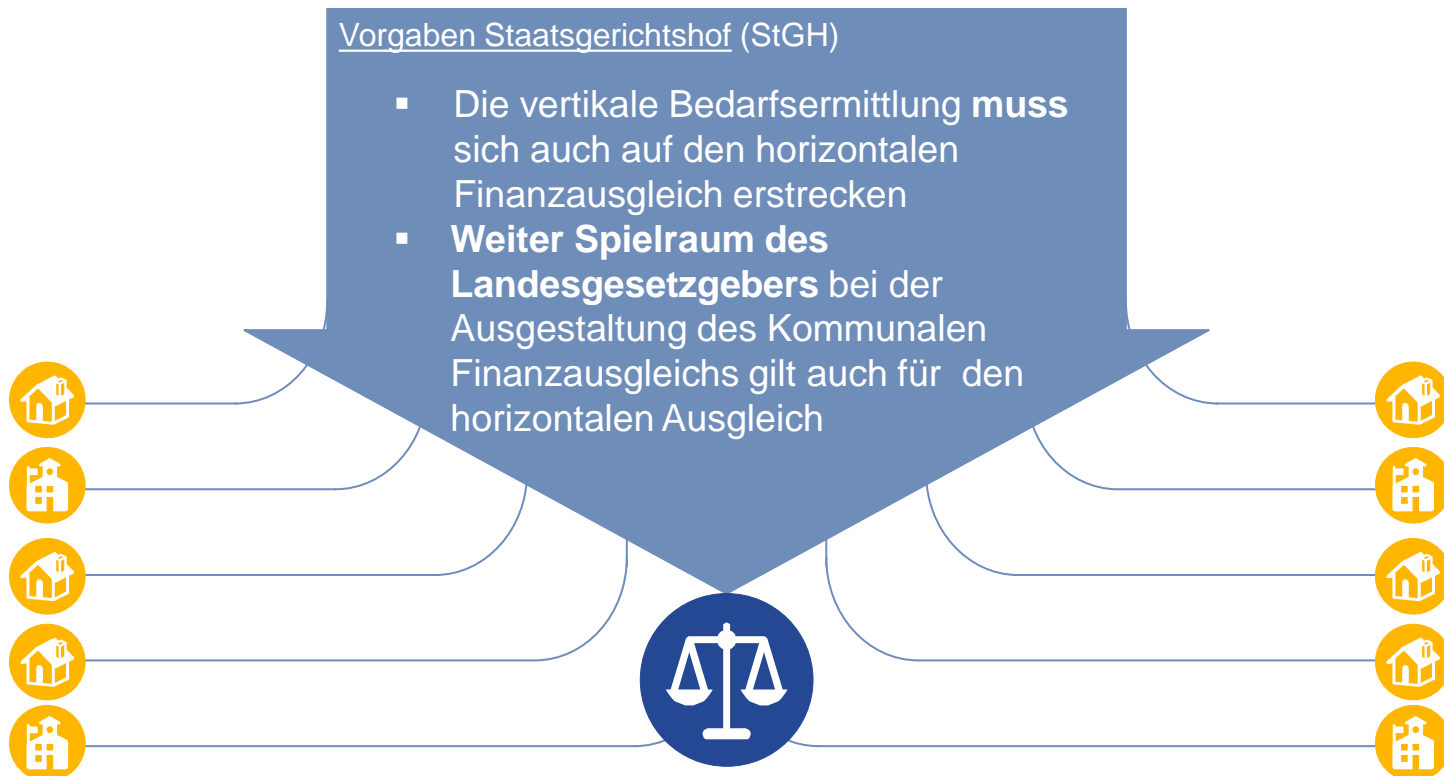 Vorgaben Staatsgerichtshof (StGH)
▪ Die vertikale Bedarfsermittlung muss
sich auch auf den horizontalen
Finanzausgleich erstrecken
▪ Weiter Spielraum des
Landesgesetzgebers bei der
Ausgestaltung des Kommunalen
Finanzausgleichs gilt auch für den
horizontalen Ausgleich